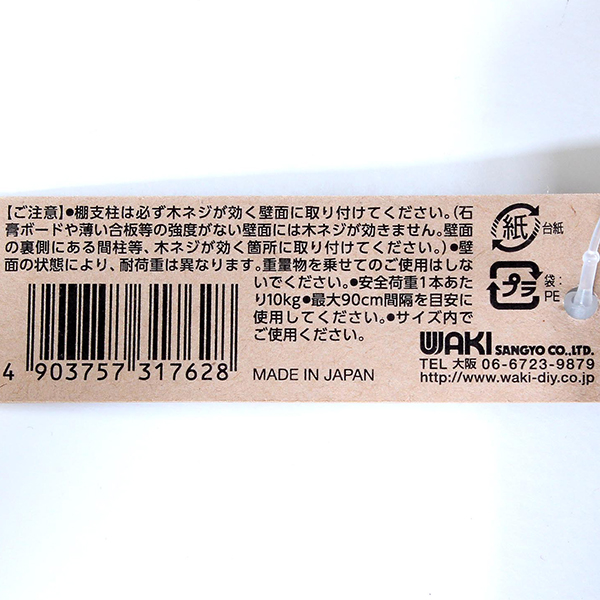 【ご注意】●棚支柱は必ず木ネジが効く壁面に取り付けてください。(石
膏ボードや薄い合板等の強度がない壁面には木ネジが効きません。壁面
の裏側にある間柱等、木ネジが効く箇所に取り付けてください。)●壁
面の状態により、耐荷重は異なります。重量物を乗せてのご使用はしな
いでください。●安全荷重1本あた
り10kg●最大90cm間隔を目安に
使用してください。●サイズ内で
ご使用ください。
4 903757 317628
MADE IN JAPAN
紙 台紙
プラ 袋:
PE
WAKI SANGYO CO.,LTD.
TEL 大阪 06-6723-9879
http://www.waki-diy.co.jp